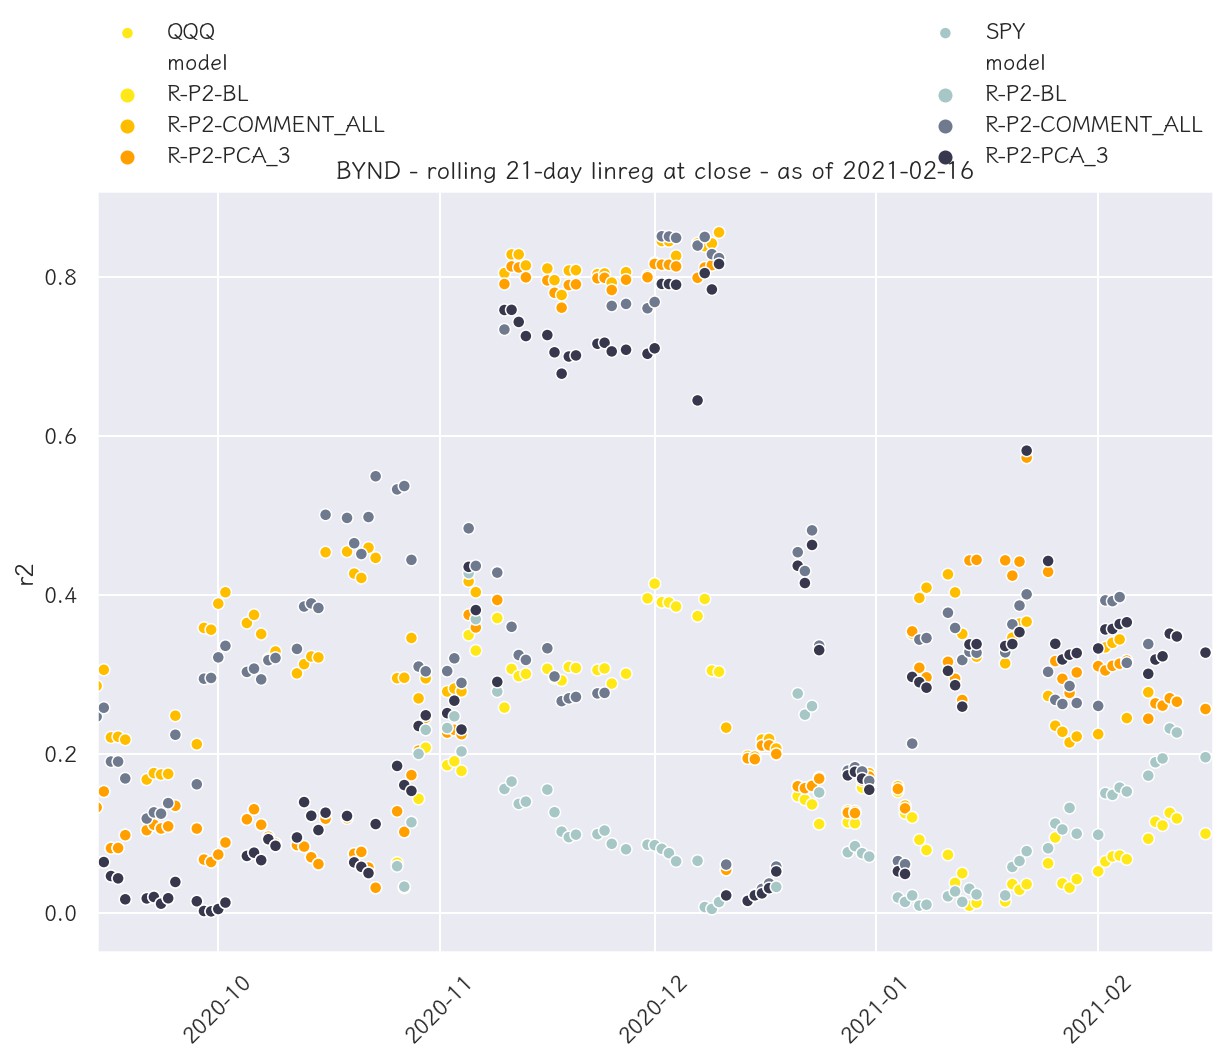 QQQ
model
R-P2-BL
R-P2-COMMENT_ALL
R-P2-PCA_3
SPY
model
R-P2-BL
R-P2-COMMENT_ALL
R-P2-PCA_3
BYND - rolling 21-day linreg at close - as of 2021-02-16
r2
0.8
0.6
0.4
0.2
0.0
2020-10
2020-11
2020-12
2021-01
2021-02